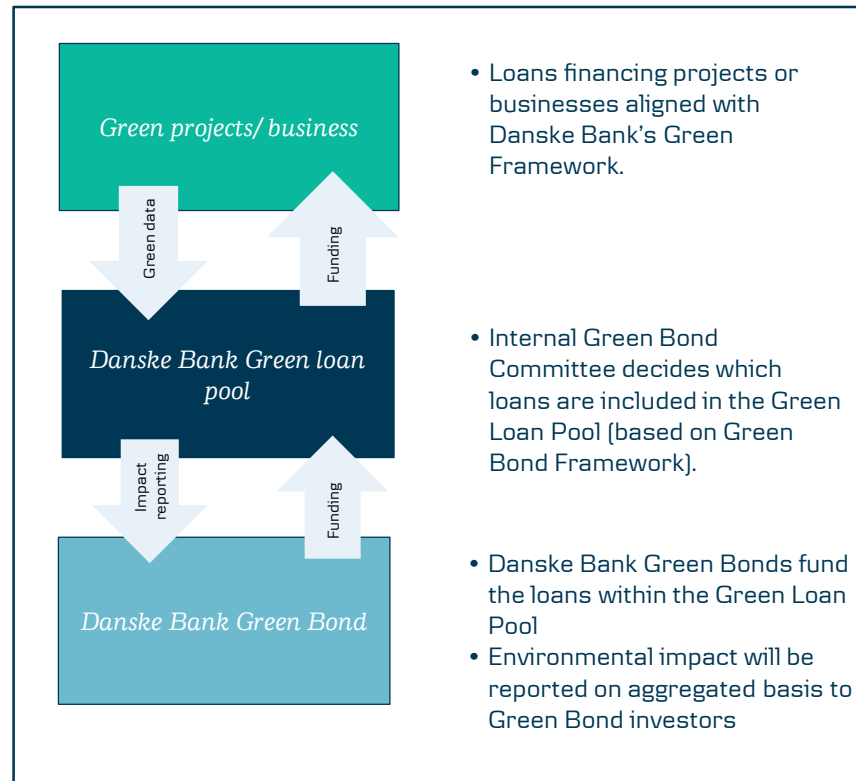 Green projects/ business
• Loans financing projects or
businesses aligned with
Danske Bank's Green
Framework.
Green data
Funding
Danske Bank Green loan
pool
• Internal Green Bond
Committee decides which
loans are included in the Green
Loan Pool (based on Green
Bond Framework).
Impact
reporting
Funding
Danske Bank Green Bond
• Danske Bank Green Bonds fund
the loans within the Green Loan
Pool
• Environmental impact will be
reported on aggregated basis to
Green Bond investors